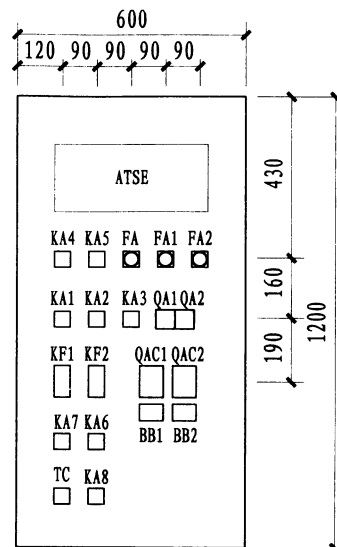 600
120 90 90 90 90
ATSE
430
KA4 KA5 FA FA1 FA2
160
KA1 KA2 KA3 QA1 QA2
1200
190
KF1 KF2 QAC1 QAC2
KA7 KA6 BB1 BB2
TC KA8